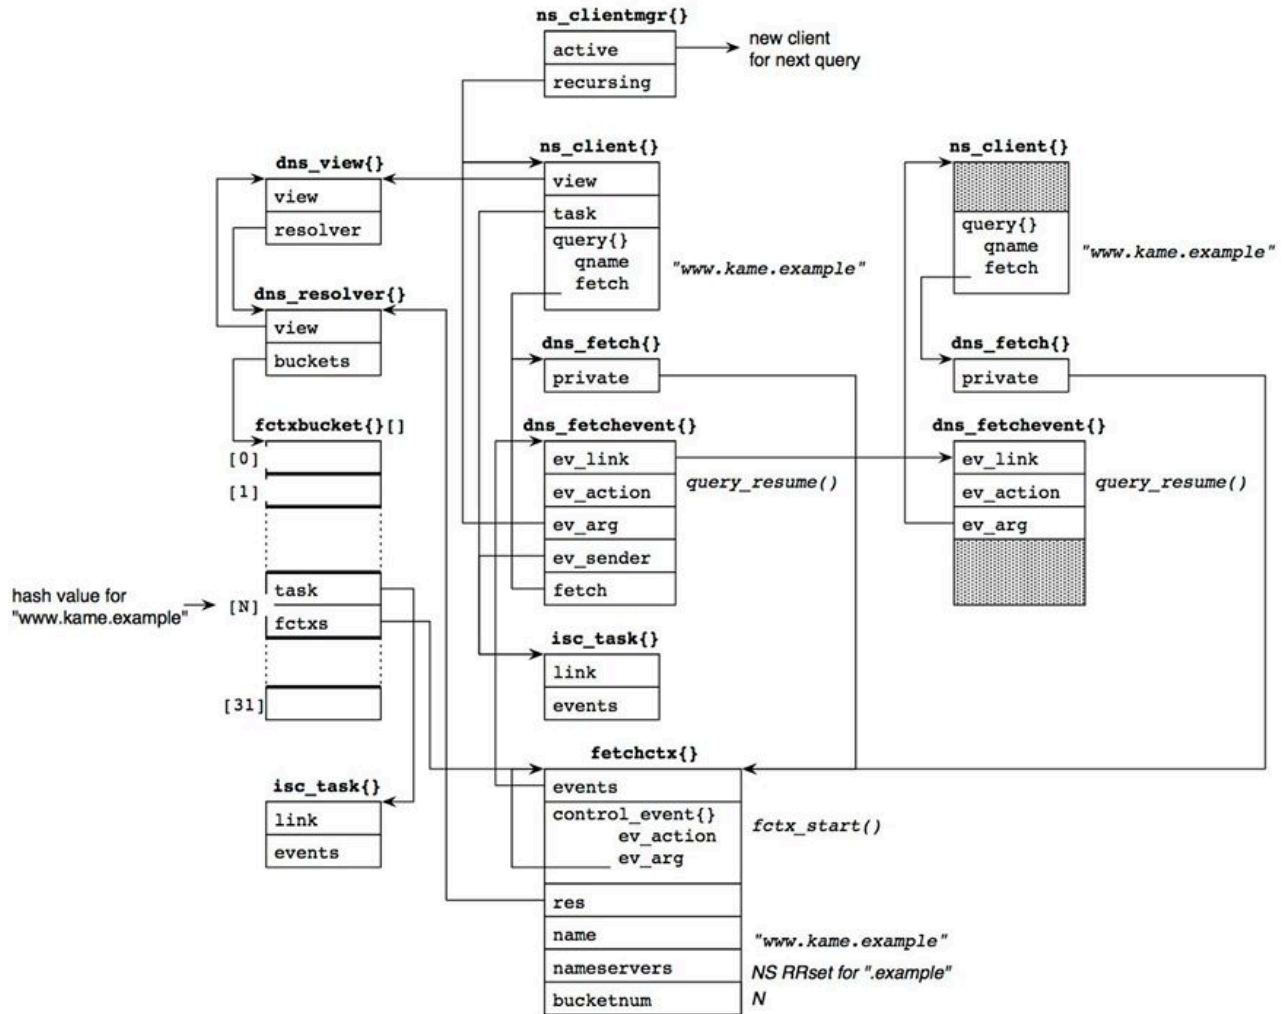 ns_clientmgr{}
active
recursing
new client
for next query
dns_view{}
view
resolver
ns_client{}
view
task
query{}
qname
fetch
"www.kame.example"
ns_client{}
query{}
qname
fetch
"www.kame.example"
dns_resolver{}
view
buckets
dns_fetch{}
private
dns_fetch{}
private
fctxbucket{}[]
[0]
[1]
hash value for
"www.kame.example"
[N]
task
fctxs
[31]
dns_fetchevent{}
ev_link
ev_action
query_resume()
ev_arg
ev_sender
fetch
dns_fetchevent{}
ev_link
ev_action
query_resume()
ev_arg
isc_task{}
link
events
isc_task{}
link
events
fetchctx{}
events
control_event{}
ev_action
fctx_start()
ev_arg
res
name
"www.kame.example"
nameservers
NS RRset for ".example"
bucketnum
N